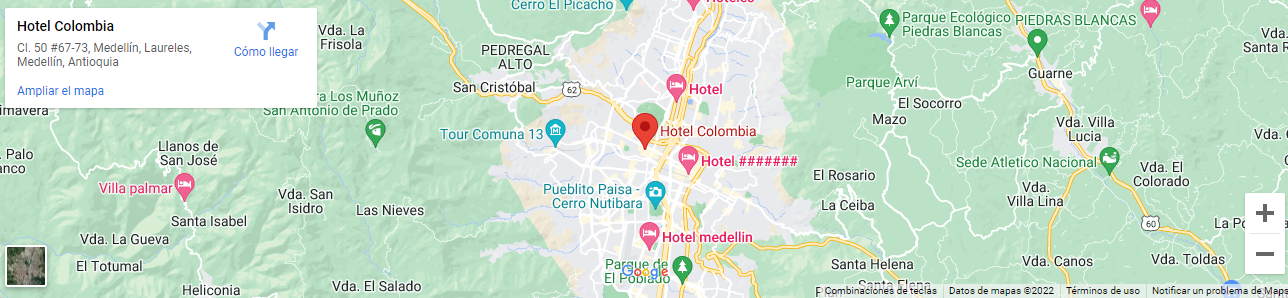 Hotel Colombia
Cl. 50 #67-73, Medellín, Laureles,
Medellín, Antioquia
Cómo llegar
Ampliar el mapa
Cerro El Picacho
Hoteles
Parque Ecológico
Piedras Blancas
PIEDRAS BLANCAS
Vda. La
Frisola
PEDREGAL
ALTO
San Cristóbal
62
Hotel
Parque Arví
Guarne
El Socorro
Mazo
Los Muñoz
San Antonio de Prado
Tour Comuna 13
Hotel Colombia
Vda. Villa
Lucia
Palo
Llanos de
San José
Hotel #######
Sede Atletico Nacional
Vda. El
Colorado
Villa palmar
Vda. San
Isidro
Pueblito Paisa -
Cerro Nutibara
El Rosario
Vda.
Villa Lina
Santa Isabel
Las Nieves
La Ceiba
60
Vda. La Gueva
Hotel medellin
El Totumal
Parque de
El Poblado
Google
Santa Helena
Vda. Canos
Vda. Toldas
Vda. El Salado
Heliconia
Santa Elena
Combinaciones de teclas
Datos de mapas ©2022
Términos de uso
Notificar un problema de Maps